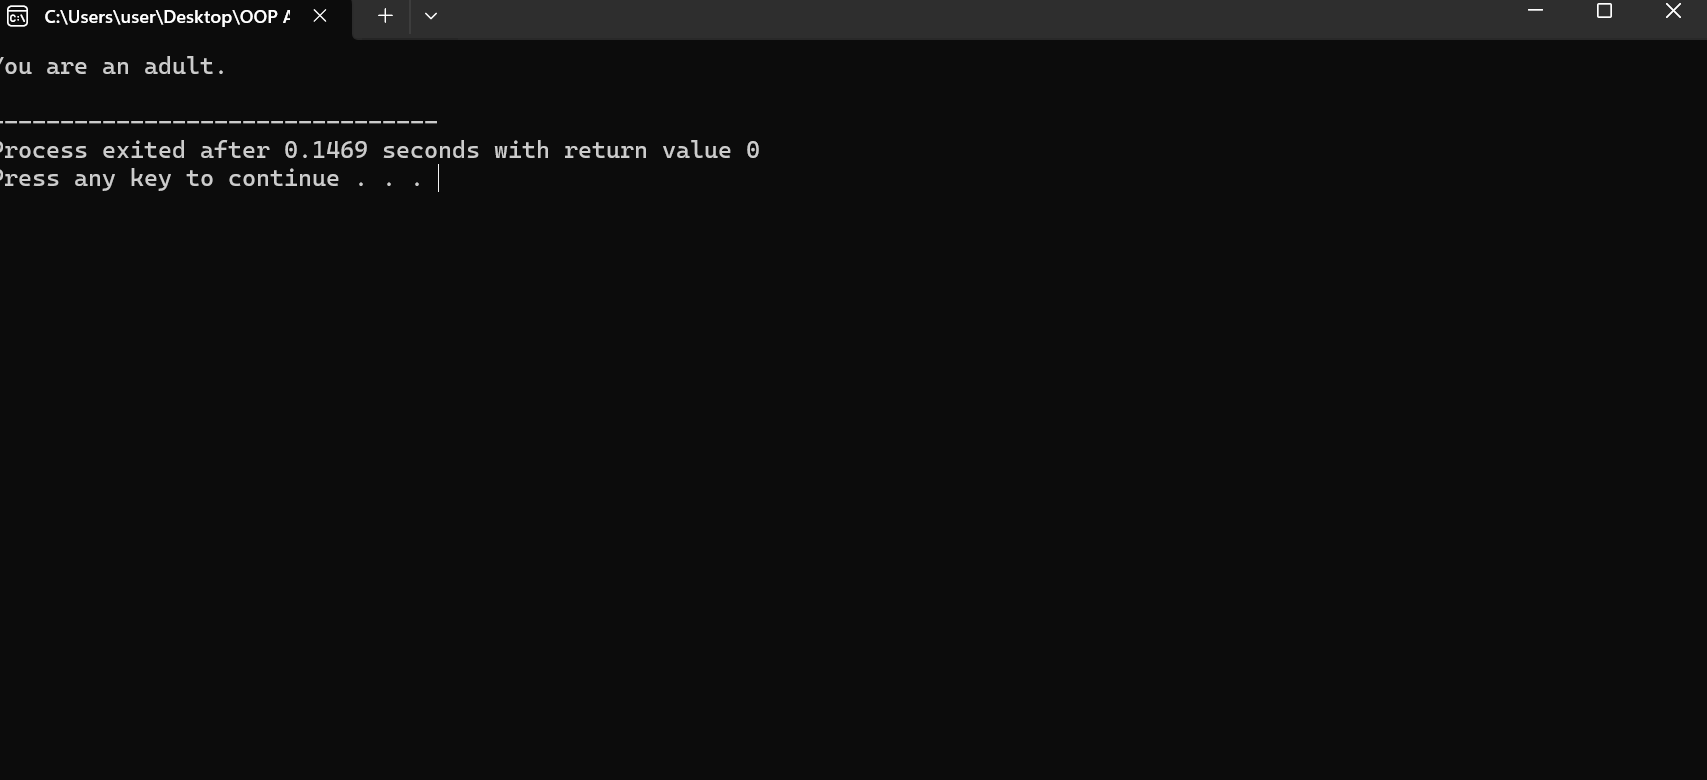 C:\Users\user\Desktop\OOP A
You are an adult.
--------------------------------
Process exited after 0.1469 seconds with return value 0
Press any key to continue . . .